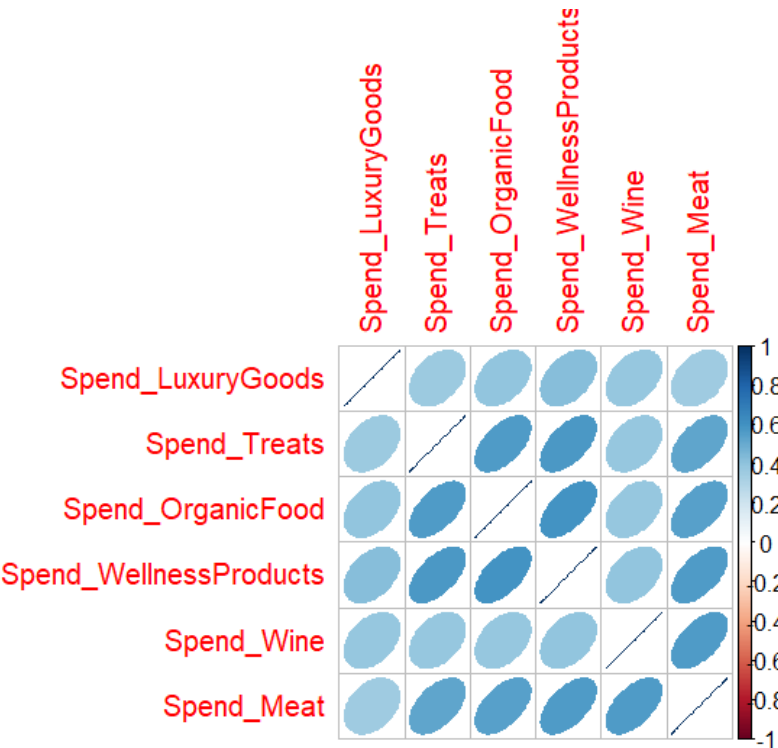 Spend_LuxuryGoods
Spend_Treats
Spend_OrganicFood
Spend_WellnessProducts
Spend_Wine
Spend_Meat
Spend_LuxuryGoods
Spend_Treats
Spend_OrganicFood
Spend_WellnessProducts
Spend_Wine
Spend_Meat
1
0.8
0.6
0.4
0.2
0
-0.2
-0.4
-0.6
-0.8
-1